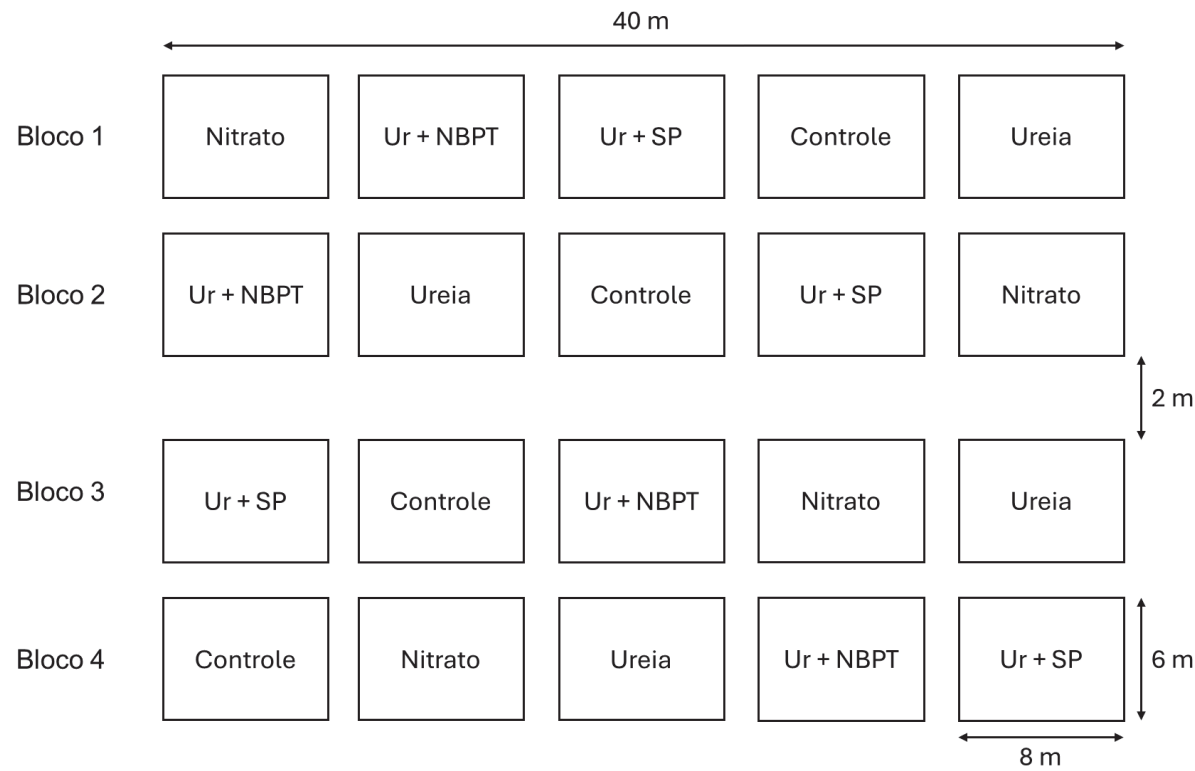 40 m
Bloco 1
Nitrato
Ur + NBPT
Ur + SP
Controle
Ureia
Bloco 2
Ur + NBPT
Ureia
Controle
Ur + SP
Nitrato
2 m
Bloco 3
Ur + SP
Controle
Ur + NBPT
Nitrato
Ureia
Bloco 4
Controle
Nitrato
Ureia
Ur + NBPT
Ur + SP
6 m
8 m